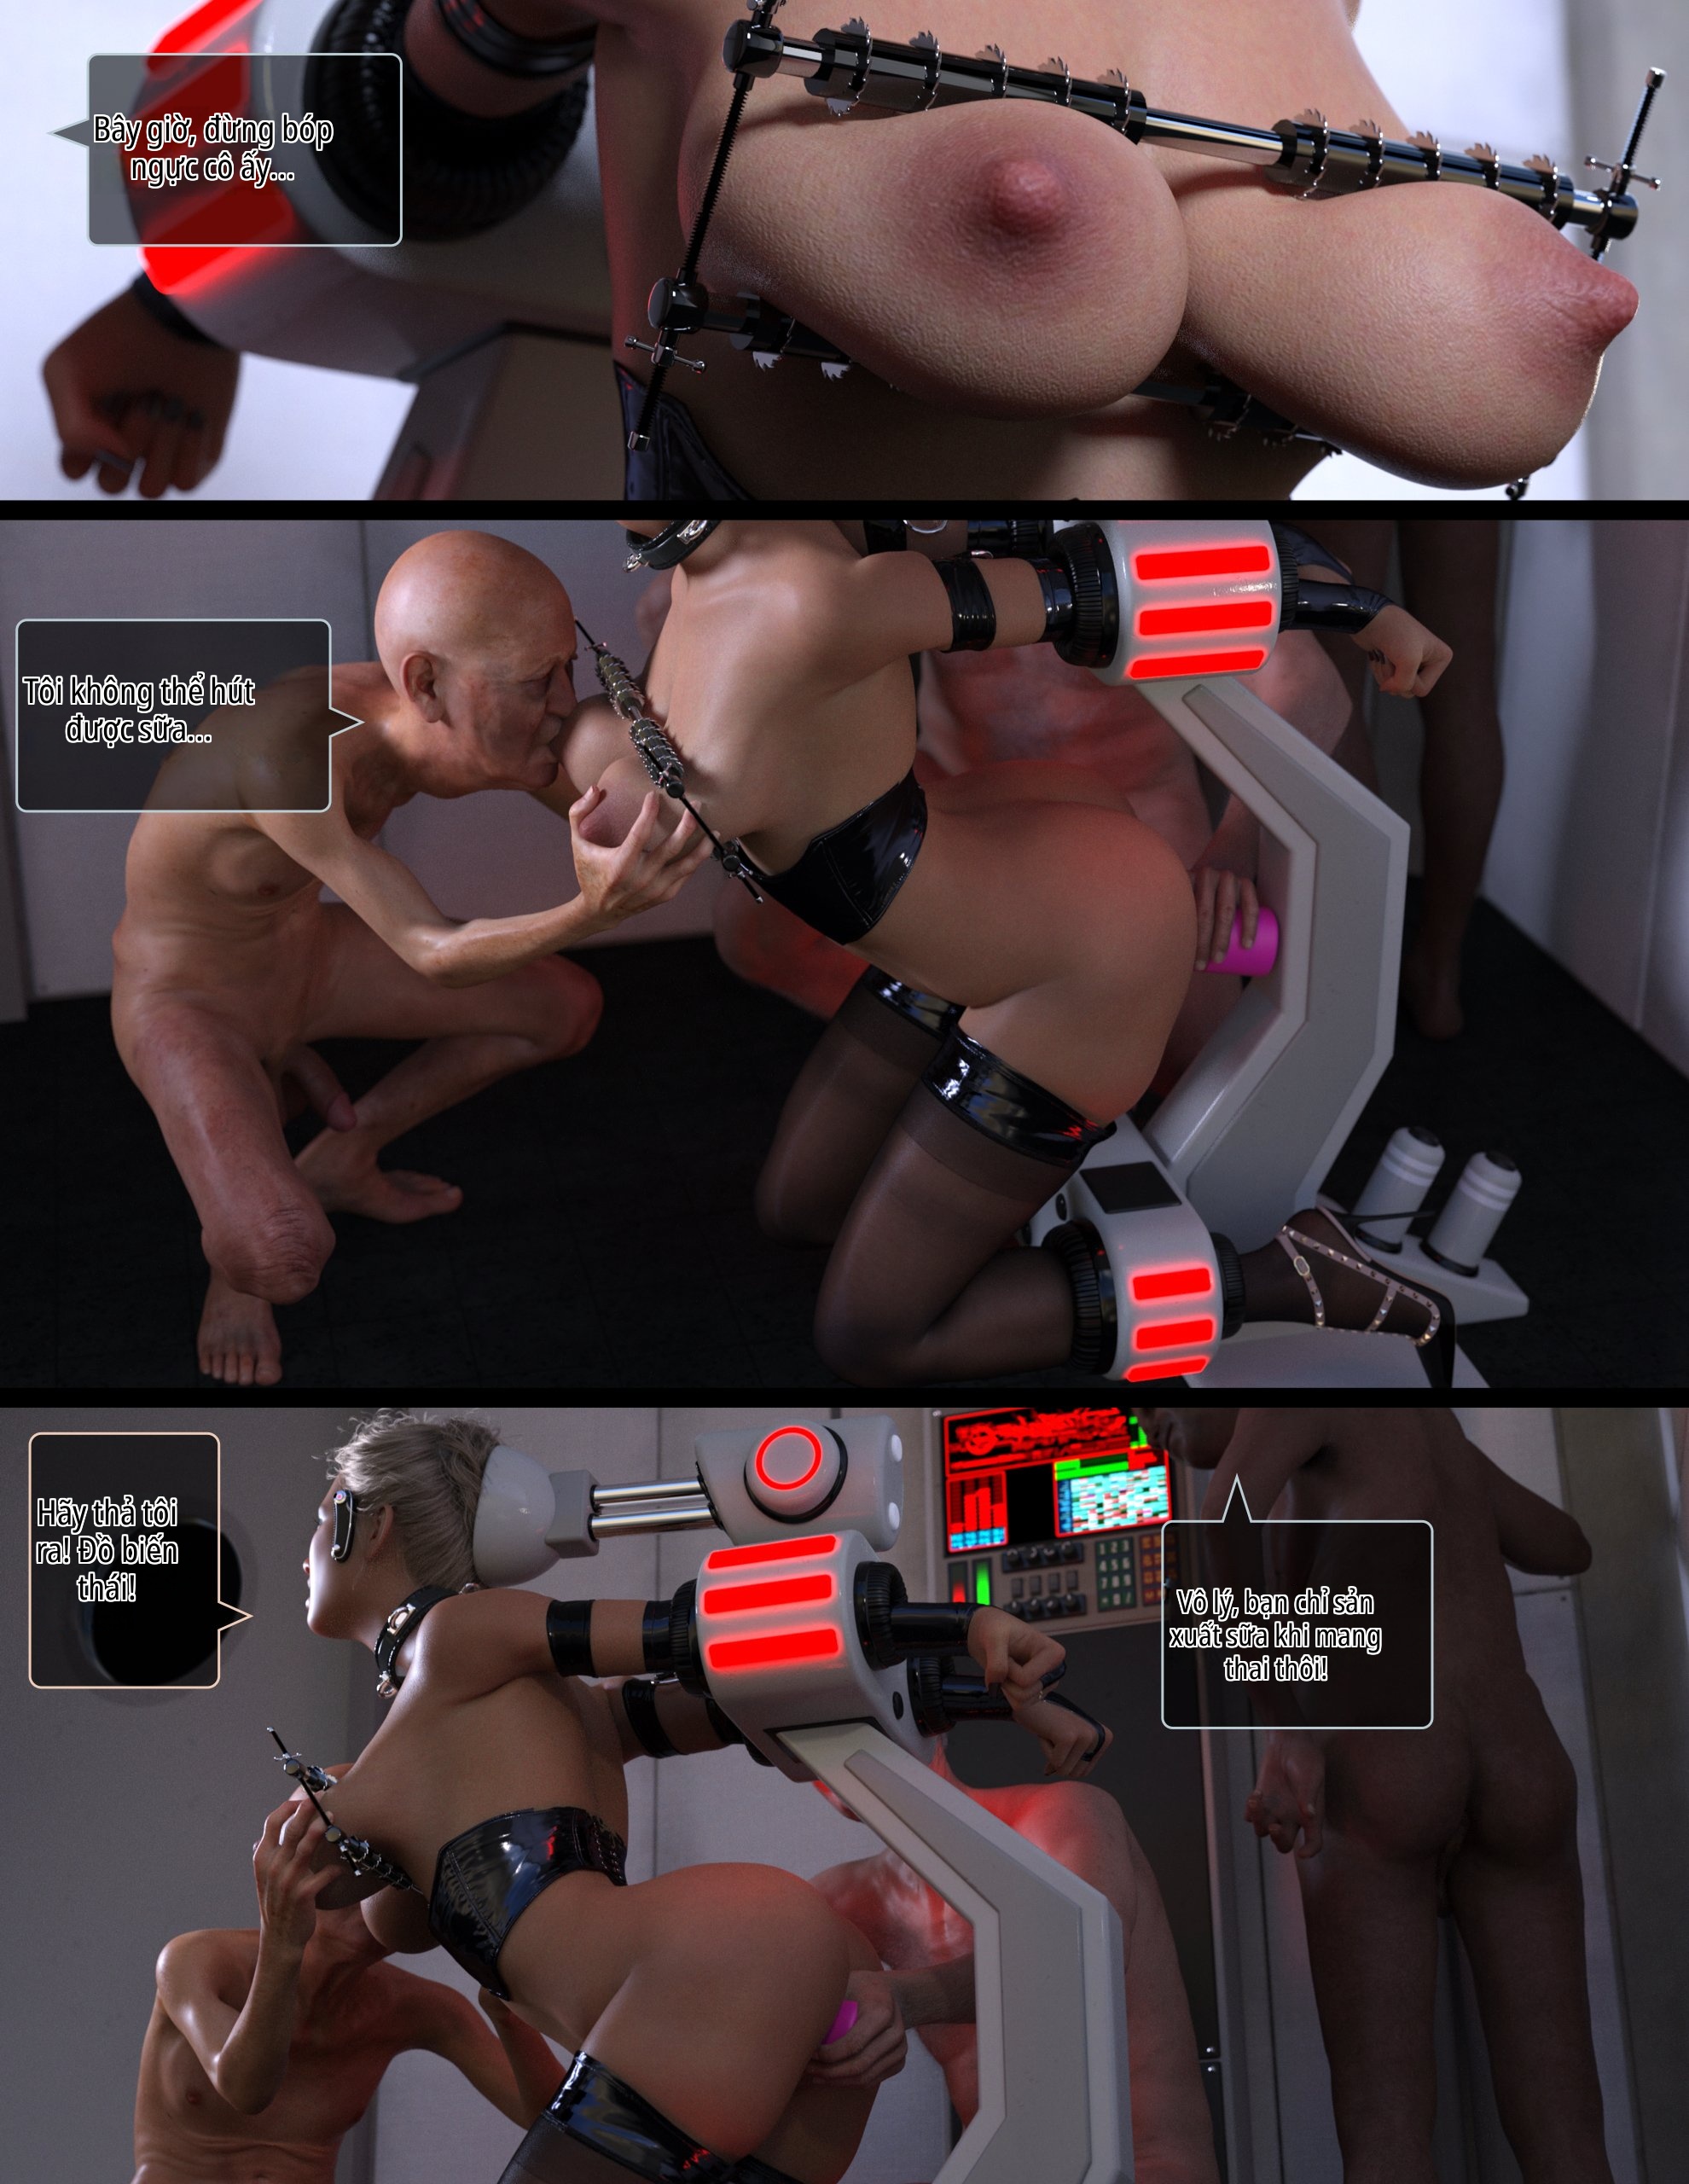 Bây giờ, đừng bóp
ngực cô ấy...
Tôi không thể hút
được sữa...
Hãy thả tôi
ra! Đồ biến
thái!
Vô lý, bạn chỉ sản
xuất sữa khi mang
thai thôi!